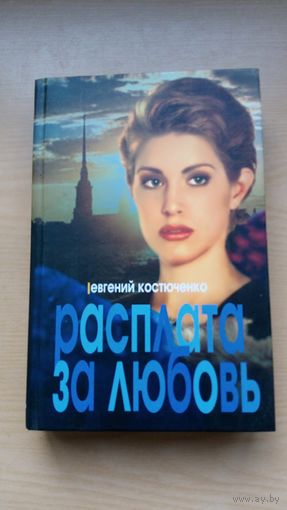 евгений костюченко
расплата
за любовь
www.ay.by